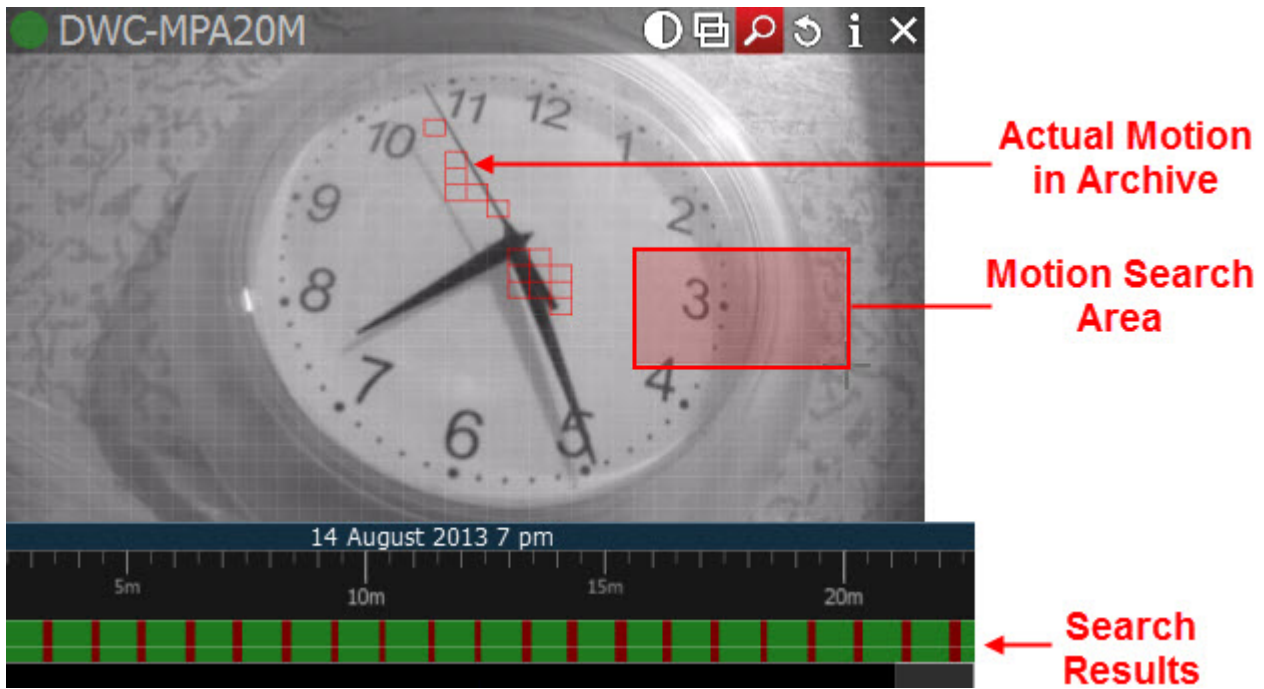 DWC-MPA20M
i
11
12
10
1
9
2
8
3
7
4
6
5
Actual Motion
in Archive
Motion Search
Area
14 August 2013 7 pm
5m
10m
15m
20m
Search
Results